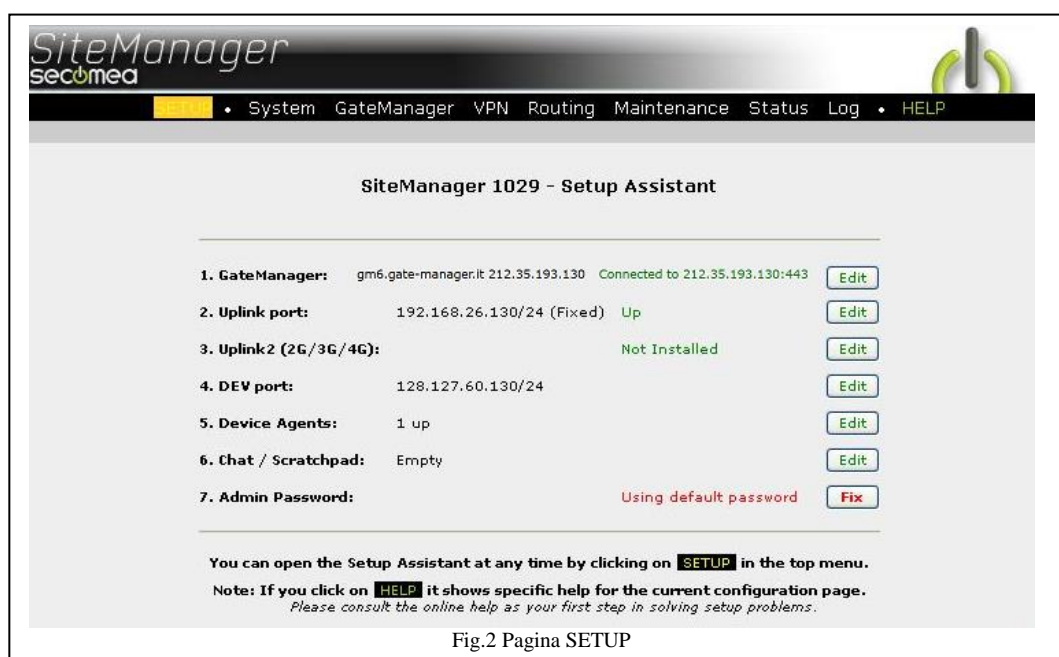 SiteManager
secomea
SETUP • System GateManager VPN Routing Maintenance Status Log • HELP
SiteManager 1029 - Setup Assistant
1. GateManager: gm6.gate-manager.it 212.35.193.130 Connected to 212.35.193.130:443 Edit
2. Uplink port: 192.168.26.130/24 (Fixed) Up Edit
3. Uplink2 (2G/3G/4G): Not Installed Edit
4. DEV port: 128.127.60.130/24 Edit
5. Device Agents: 1 up Edit
6. Chat / Scratchpad: Empty Edit
7. Admin Password: Using default password Fix
You can open the Setup Assistant at any time by clicking on SETUP in the top menu.
Note: If you click on HELP it shows specific help for the current configuration page.
Please consult the online help as your first step in solving setup problems.
Fig.2 Pagina SETUP